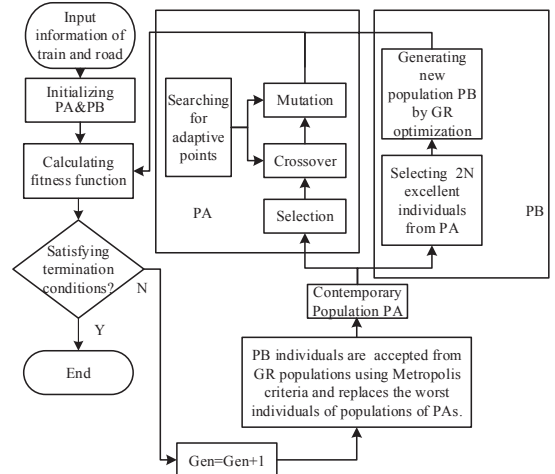 Input
information of
train and road
Initializing
PA&PB
Calculating
fitness function
Satisfying
termination
conditions?
N
Y
End
Gen=Gen+1
PB individuals are accepted from
GR populations using Metropolis
criteria and replaces the worst
individuals of populations of PAs.
Contemporary
Population PA
PA
Selection
Crossover
Mutation
Searching
for
adaptive
points
PB
Selecting 2N
excellent
individuals
from PA
Generating
new
population PB
by GR
optimization